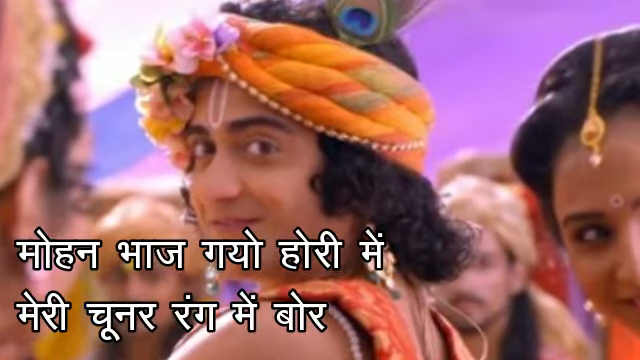 मोहन भाज गयो होरी में
मेरी चूनर रंग में बोर